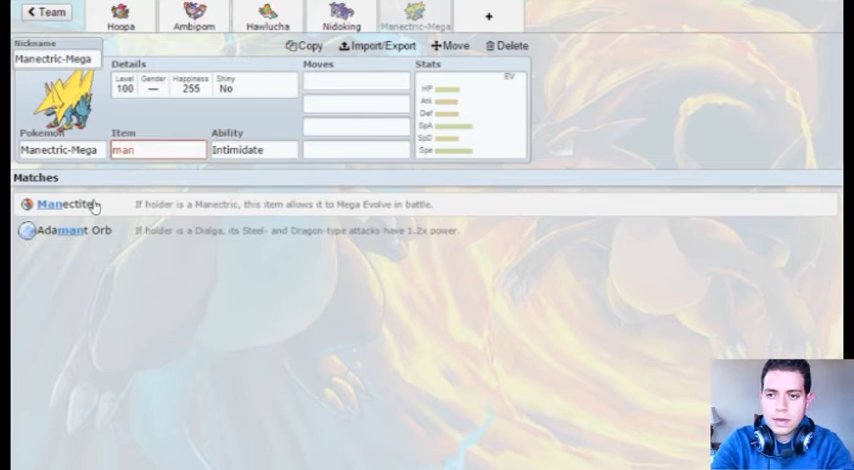 < Team
Hoopa
Ambipom
Hawlucha
Nidoking
Manectric-Mega
+
Nickname
Manectric-Mega
Copy
Import/Export
Move
Delete
Details
Moves
Stats
Level
Gender
Happiness
Shiny
100
—
255
No
EV
HP
Atk
Def
SpA
SpD
Spe
Pokemon
Item
Ability
Manectric-Mega
man
Intimidate
Matches
Manectite
If holder is a Manectric, this item allows it to Mega Evolve in battle.
Adamant Orb
If holder is a Dialga, its Steel- and Dragon-type attacks have 1.2x power.